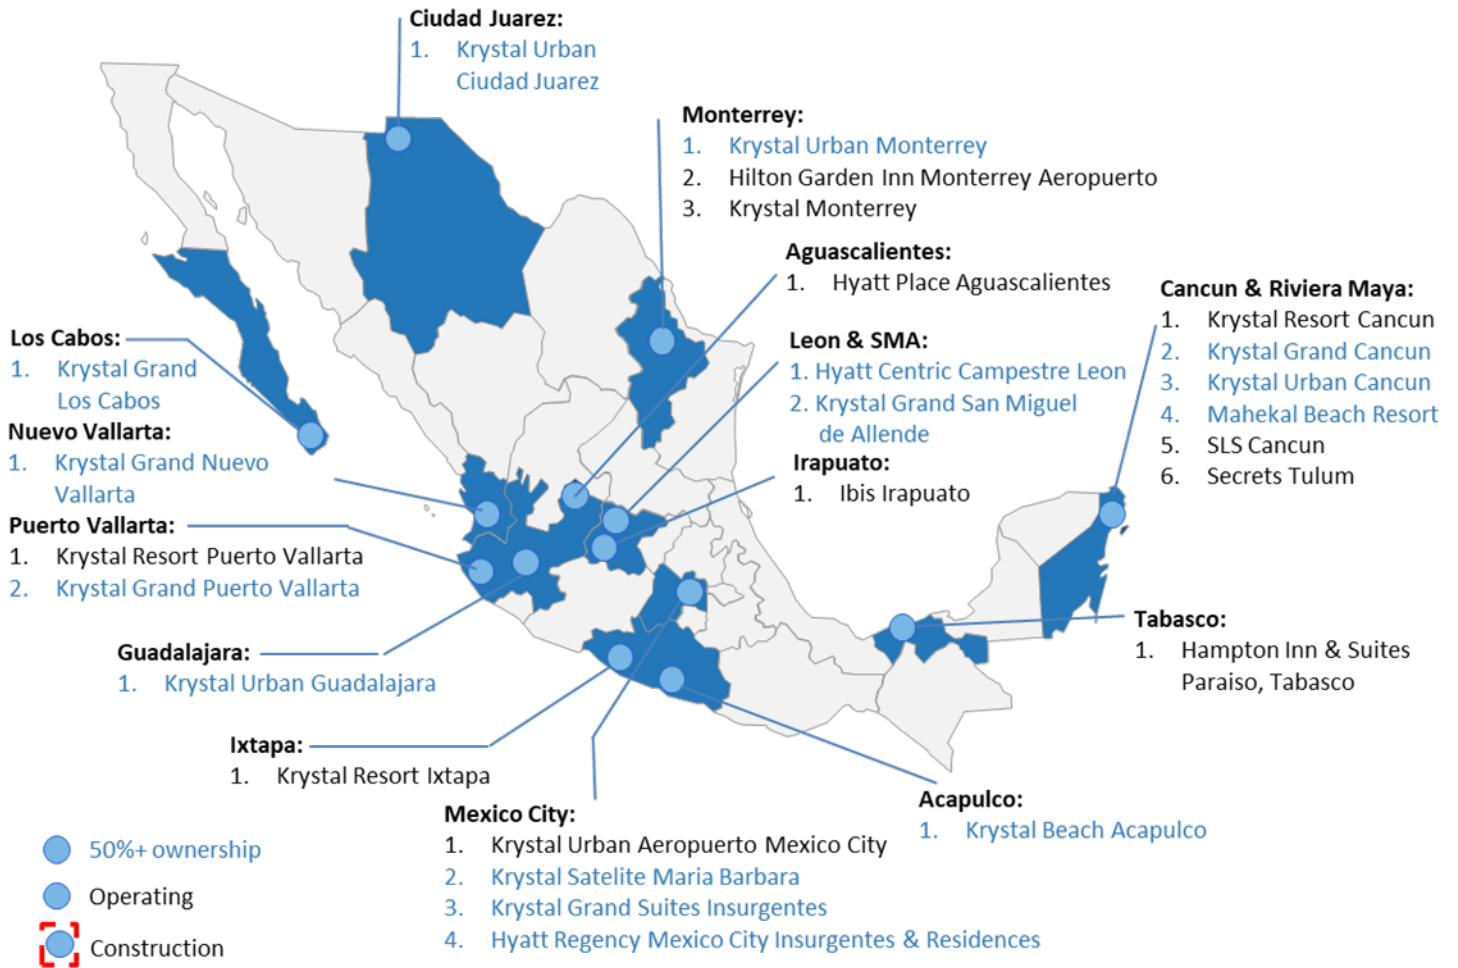 Ciudad Juarez:
1. Krystal Urban
Ciudad Juarez
Monterrey:
1. Krystal Urban Monterrey
2. Hilton Garden Inn Monterrey Aeropuerto
3. Krystal Monterrey
Aguascalientes:
1. Hyatt Place Aguascalientes
Cancun & Riviera Maya:
1. Krystal Resort Cancun
2. Krystal Grand Cancun
3. Krystal Urban Cancun
4. Mahekal Beach Resort
5. SLS Cancun
6. Secrets Tulum
Leon & SMA:
1. Hyatt Centric Campestre Leon
2. Krystal Grand San Miguel
de Allende
Irapuato:
1. Ibis Irapuato
Los Cabos:
1. Krystal Grand
Los Cabos
Nuevo Vallarta:
1. Krystal Grand Nuevo
Vallarta
Puerto Vallarta:
1. Krystal Resort Puerto Vallarta
2. Krystal Grand Puerto Vallarta
Guadalajara:
1. Krystal Urban Guadalajara
Tabasco:
1. Hampton Inn & Suites
Paraiso, Tabasco
Ixtapa:
1. Krystal Resort Ixtapa
Mexico City:
1. Krystal Urban Aeropuerto Mexico City
2. Krystal Satelite Maria Barbara
3. Krystal Grand Suites Insurgentes
4. Hyatt Regency Mexico City Insurgentes & Residences
Acapulco:
1. Krystal Beach Acapulco
50%+ ownership
Operating
Construction